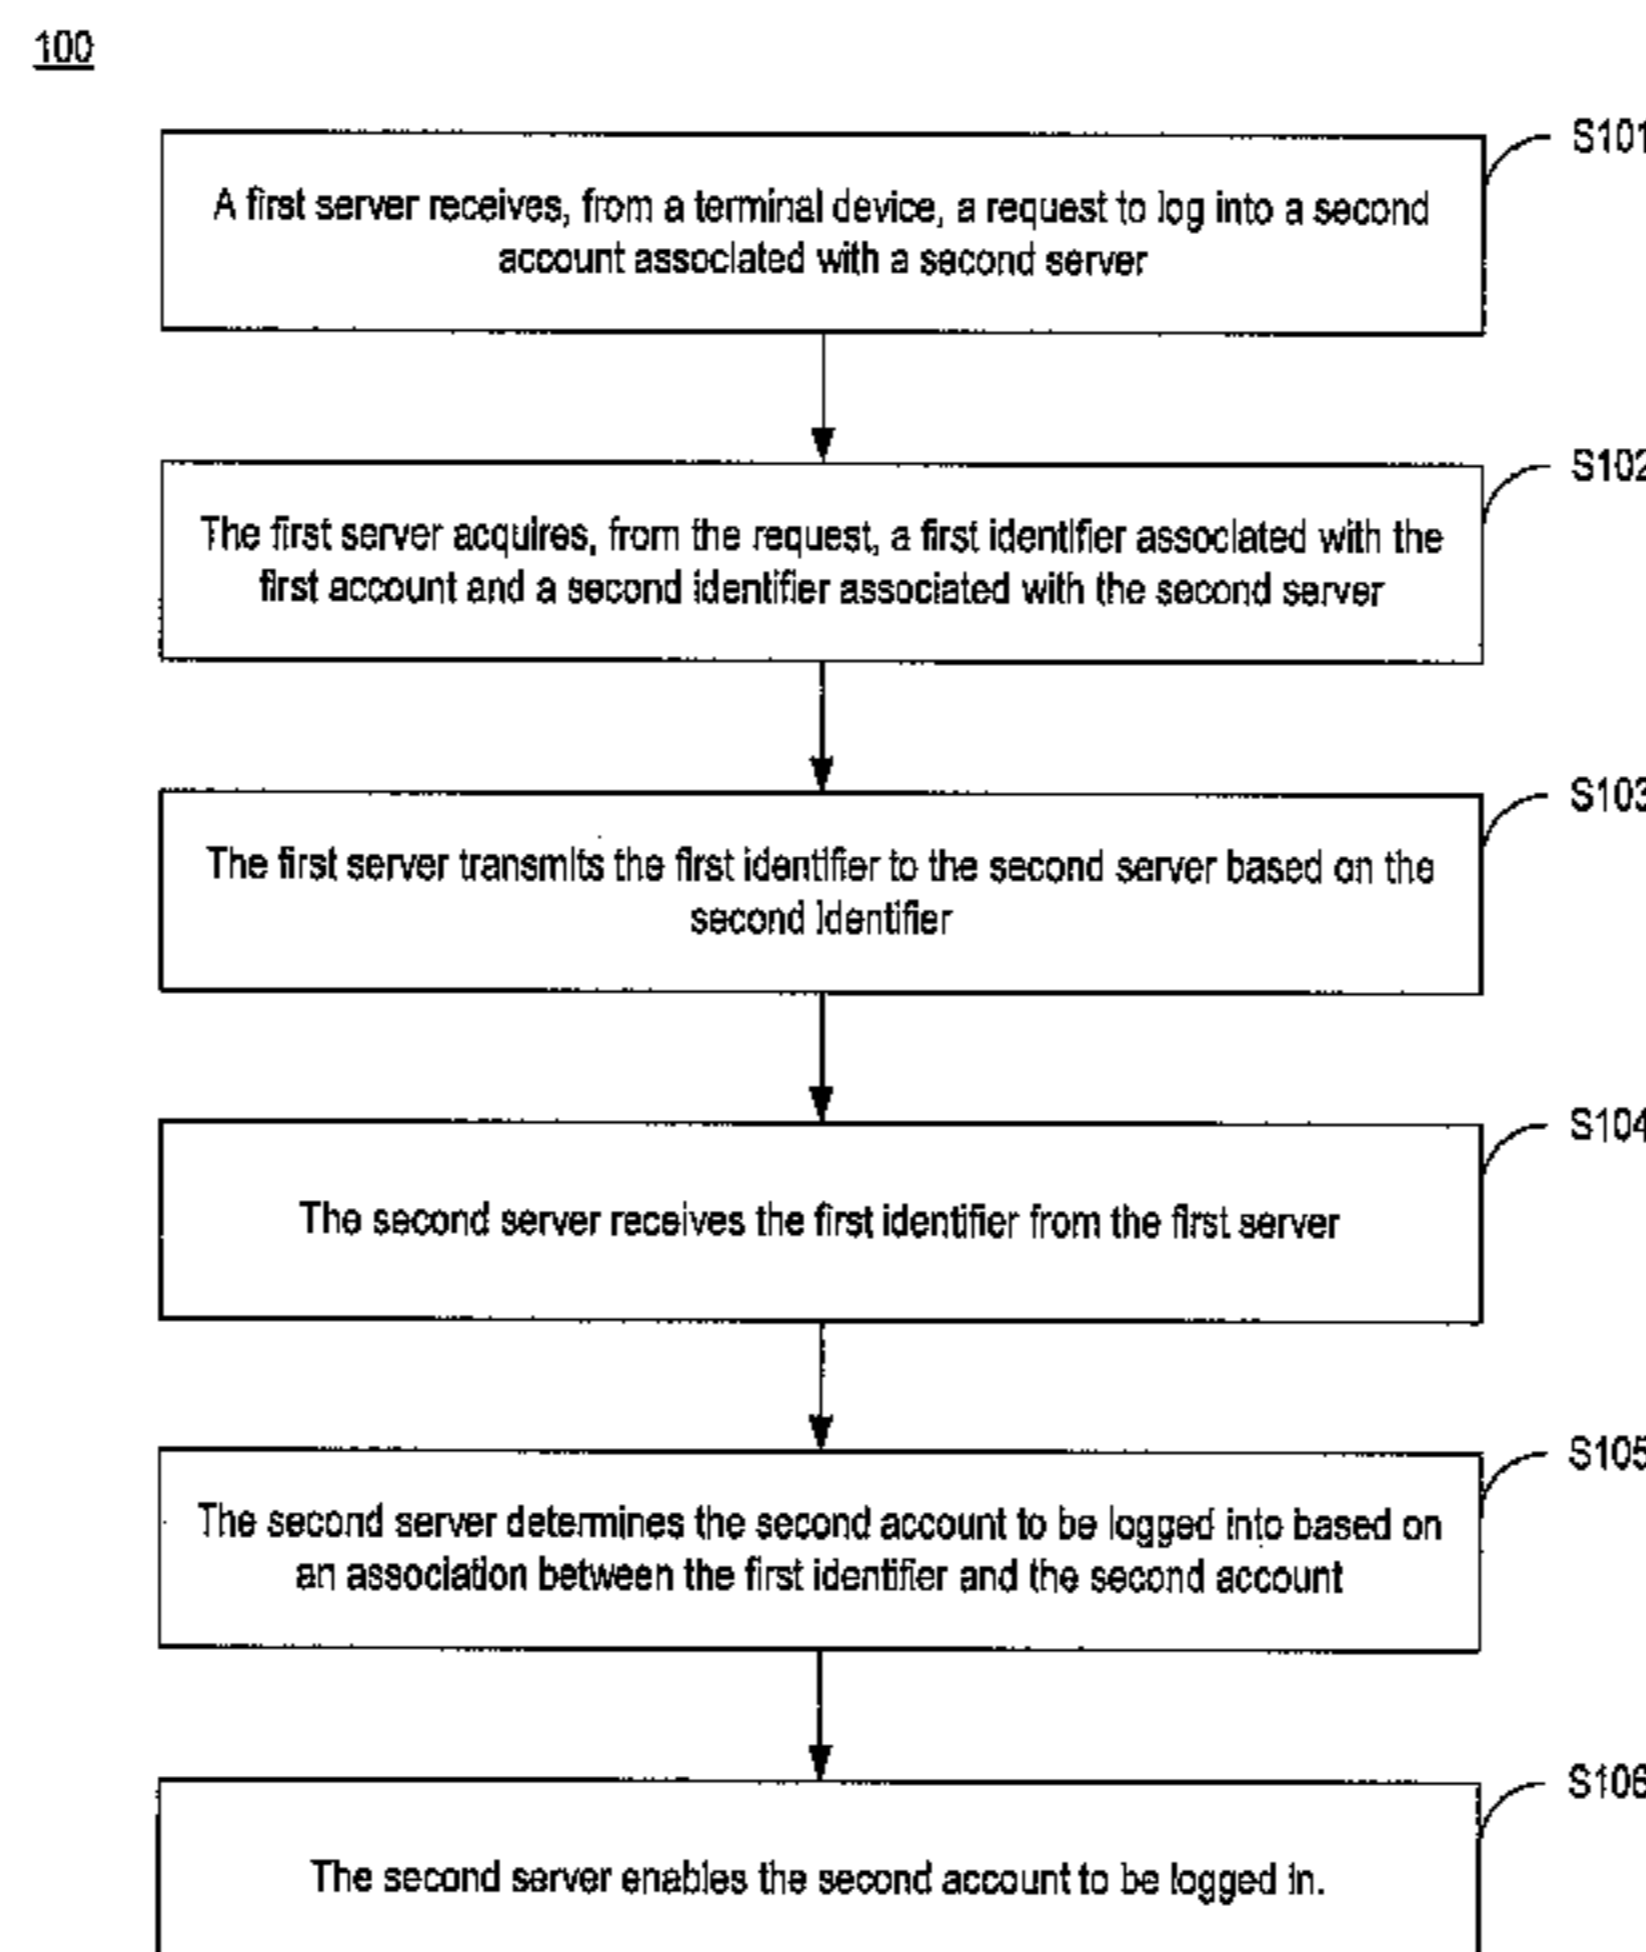 100
S101
A first server receives, from a terminal device, a request to log into a second
account associated with a second server
S102
The first server acquires, from the request, a first identifier associated with the
first account and a second identifier associated with the second server
S103
The first server transmits the first identifier to the second server based on the
second identifier
S104
The second server receives the first identifier from the first server
S105
The second server determines the second account to be logged into based on
an association between the first identifier and the second account
S106
The second server enables the second account to be logged in.